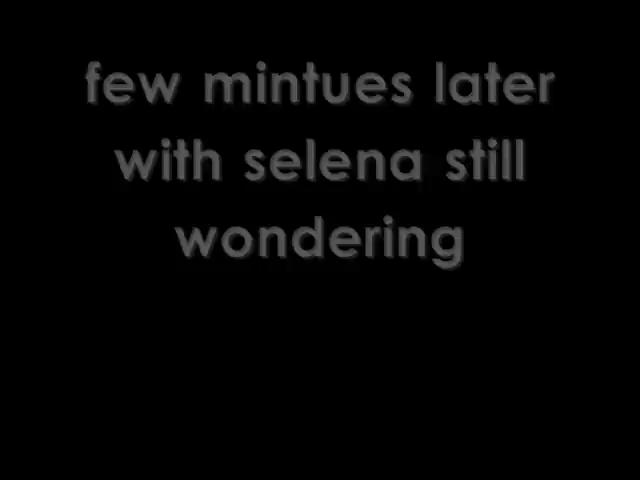 few mintues later
with selena still
wondering